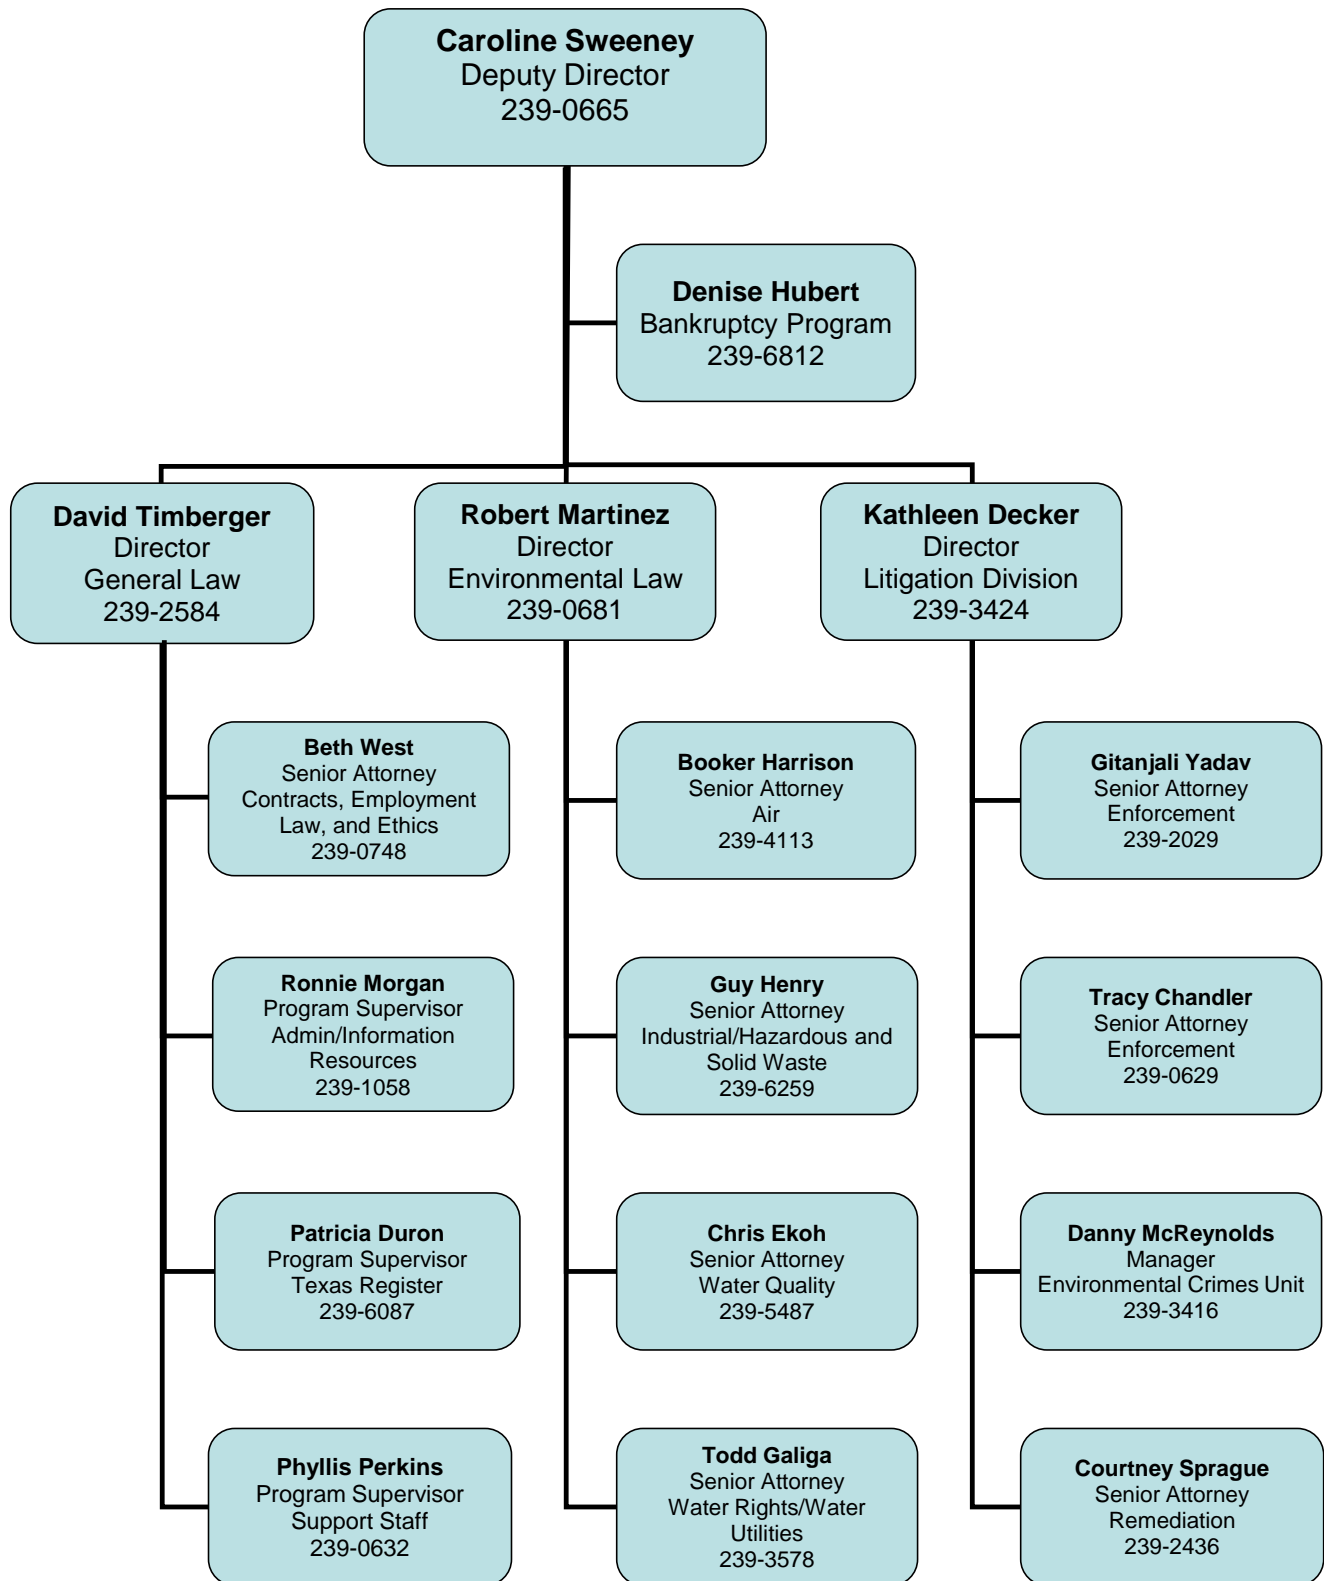 Caroline Sweeney
Deputy Director
239-0665
Denise Hubert
Bankruptcy Program
239-6812
David Timberger
Director
General Law
239-2584
Robert Martinez
Director
Environmental Law
239-0681
Kathleen Decker
Director
Litigation Division
239-3424
Beth West
Senior Attorney
Contracts, Employment
Law, and Ethics
239-0748
Ronnie Morgan
Program Supervisor
Admin/Information
Resources
239-1058
Patricia Duron
Program Supervisor
Texas Register
239-6087
Phyllis Perkins
Program Supervisor
Support Staff
239-0632
Booker Harrison
Senior Attorney
Air
239-4113
Guy Henry
Senior Attorney
Industrial/Hazardous and
Solid Waste
239-6259
Chris Ekoh
Senior Attorney
Water Quality
239-5487
Todd Galiga
Senior Attorney
Water Rights/Water
Utilities
239-3578
Gitanjali Yadav
Senior Attorney
Enforcement
239-2029
Tracy Chandler
Senior Attorney
Enforcement
239-0629
Danny McReynolds
Manager
Environmental Crimes Unit
239-3416
Courtney Sprague
Senior Attorney
Remediation
239-2436